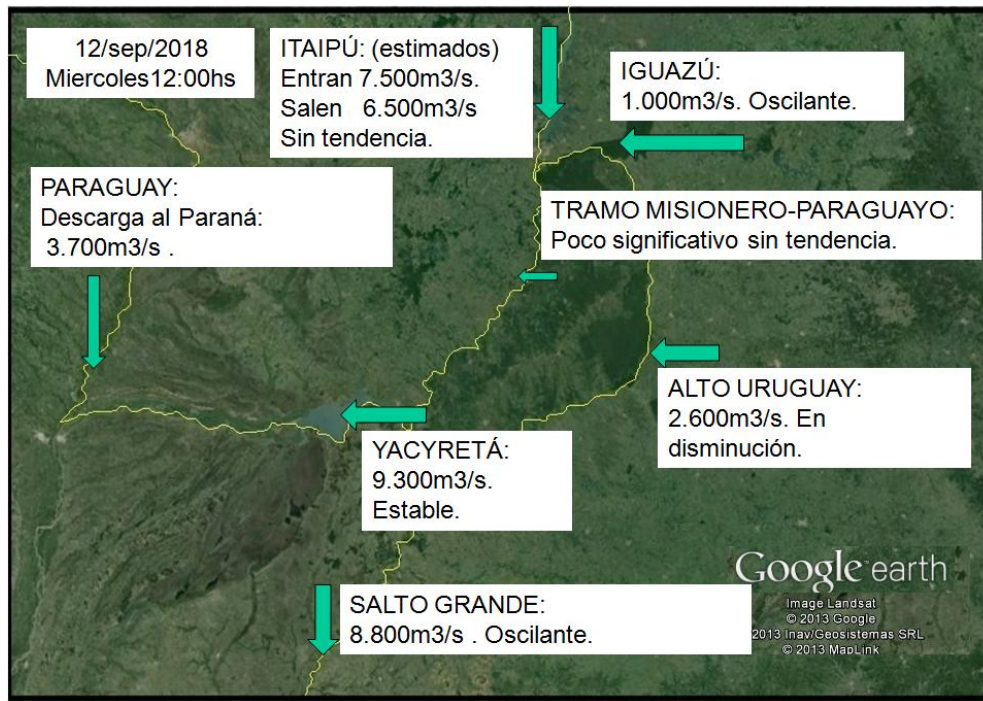 12/sep/2018
Miercoles12:00hs
ITAIPÚ: (estimados)
Entran 7.500m3/s.
Salen 6.500m3/s
Sin tendencia.
IGUAZÚ:
1.000m3/s. Oscilante.
PARAGUAY:
Descarga al Paraná:
3.700m3/s .
TRAMO MISIONERO-PARAGUAYO:
Poco significativo sin tendencia.
ALTO URUGUAY:
2.600m3/s. En
disminución.
YACYRETÁ:
9.300m3/s.
Estable.
SALTO GRANDE:
8.800m3/s . Oscilante.
Google earth
Image Landsat
© 2013 Google
2013 Inav/Geosistemas SRL
© 2013 MapLink